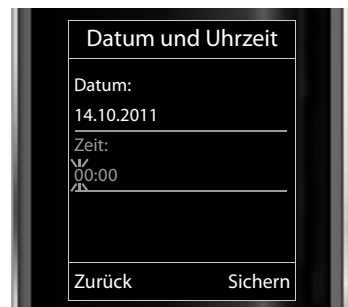 Datum und Uhrzeit
Datum:
14.10.2011
Zeit:
00:00
Zurück Sichern